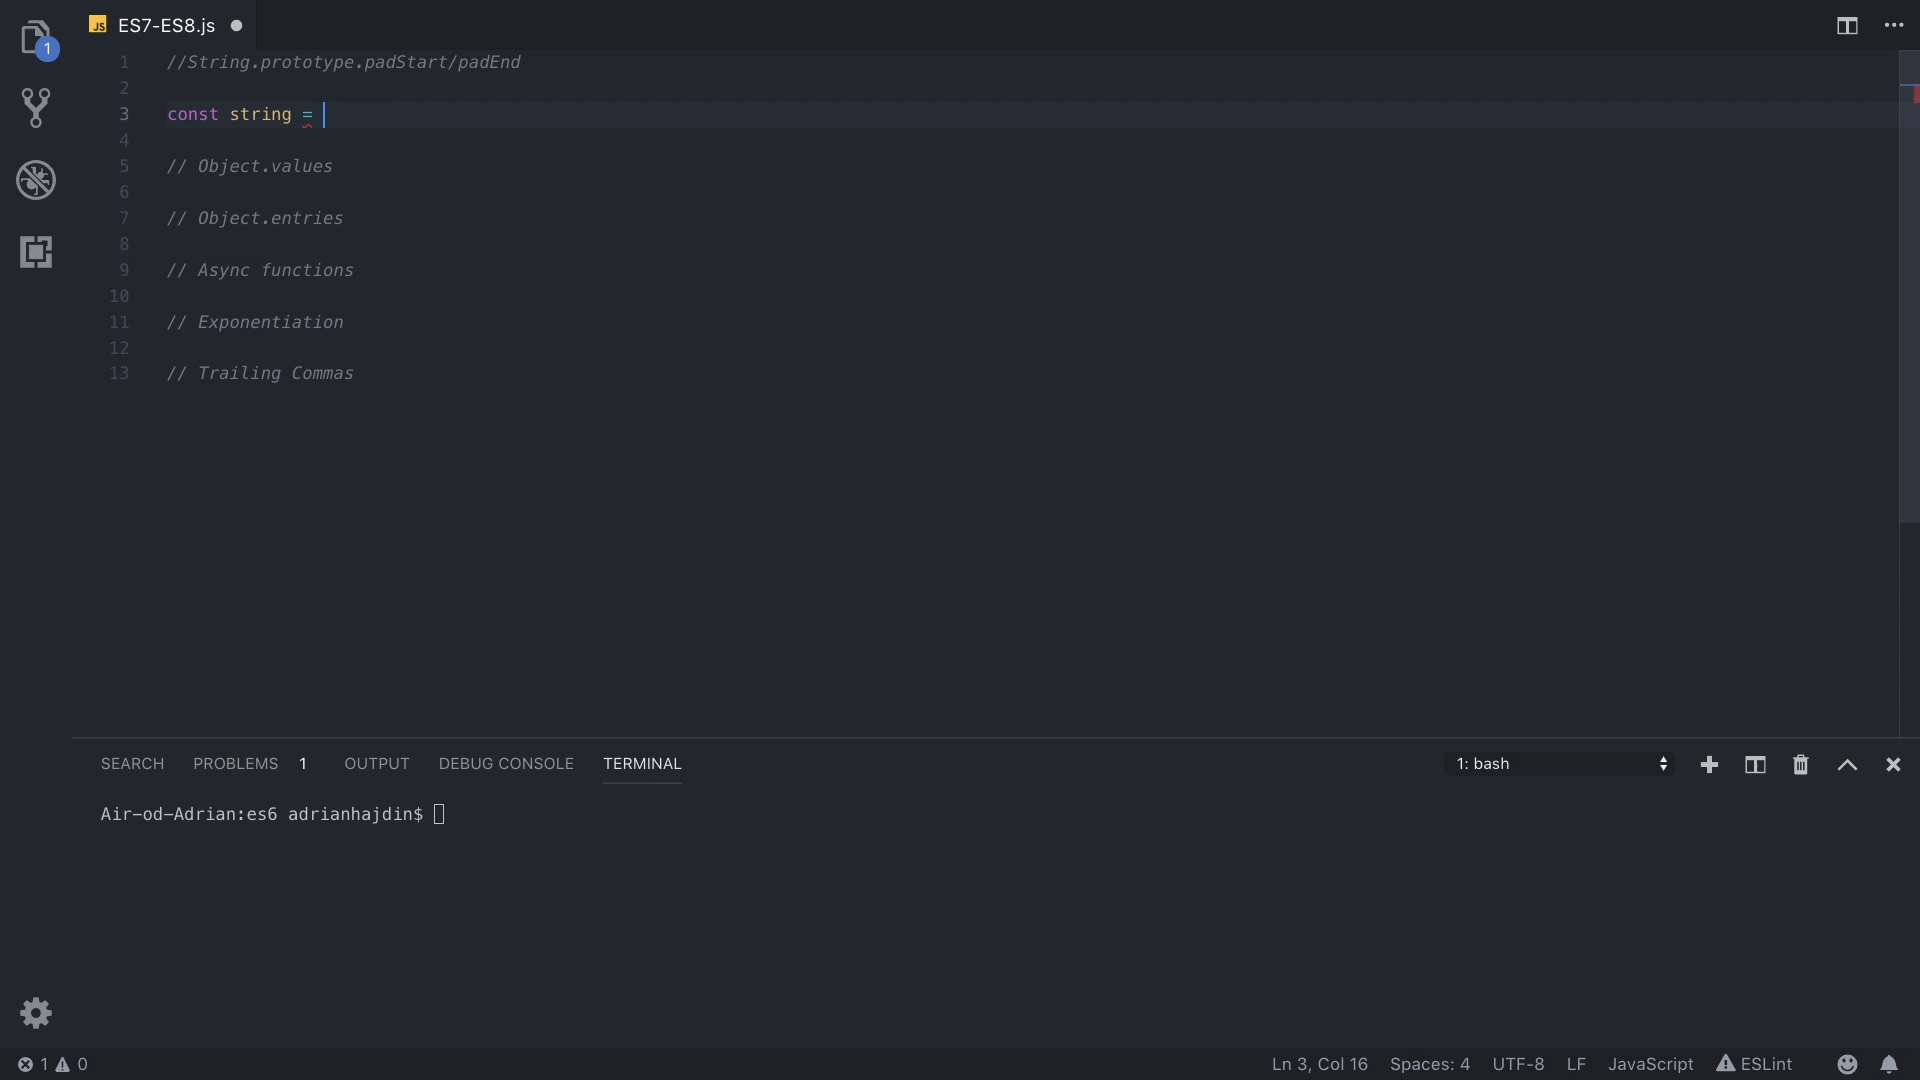 JS ES7-ES8.js
1
1 //String.prototype.padStart/padEnd
2
3 const string =
4
5 // Object.values
6
7 // Object.entries
8
9 // Async functions
10
11 // Exponentiation
12
13 // Trailing Commas
SEARCH PROBLEMS 1 OUTPUT DEBUG CONSOLE TERMINAL 1: bash
Air-od-Adrian:es6 adrianhajdin$
1 0 Ln 3, Col 16 Spaces: 4 UTF-8 LF JavaScript ESLint